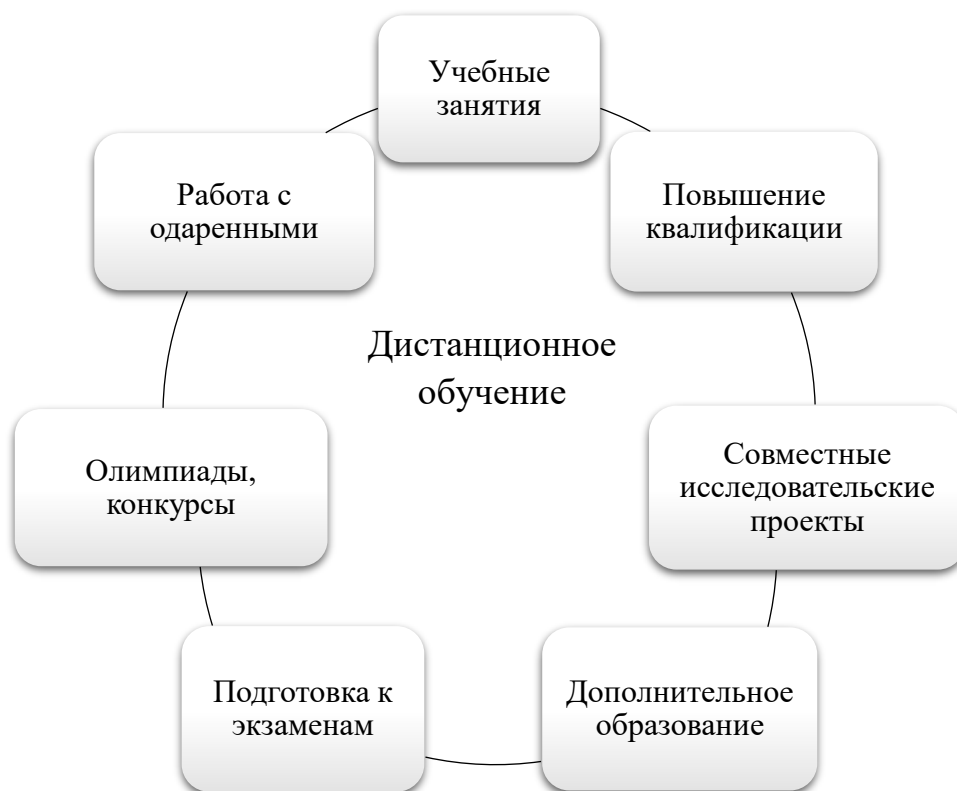 Учебные
занятия
Повышение
квалификации
Совместные
исследовательские
проекты
Дополнительное
образование
Подготовка к
экзаменам
Олимпиады,
конкурсы
Работа с
одаренными
Дистанционное
обучение